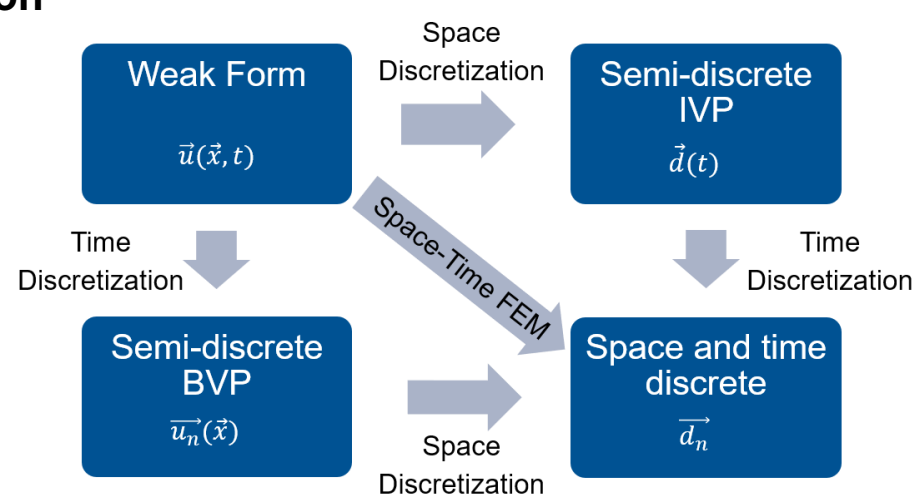 Space
Discretization
Weak Form
u⃗(x⃗, t)
Semi-discrete
IVP
d⃗(t)
Space-Time FEM
Time
Discretization
Time
Discretization
Semi-discrete
BVP
u⃗ₙ(x⃗)
Space and time
discrete
d⃗ₙ
Space
Discretization